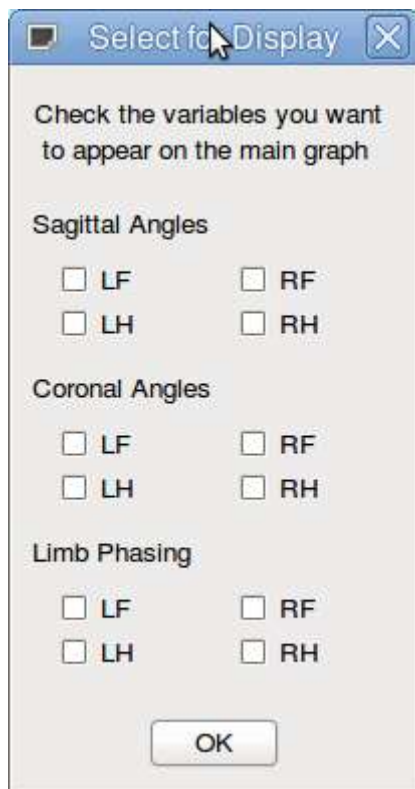 Select for Display
Check the variables you want
to appear on the main graph
Sagittal Angles
LF RF
LH RH
Coronal Angles
LF RF
LH RH
Limb Phasing
LF RF
LH RH
OK